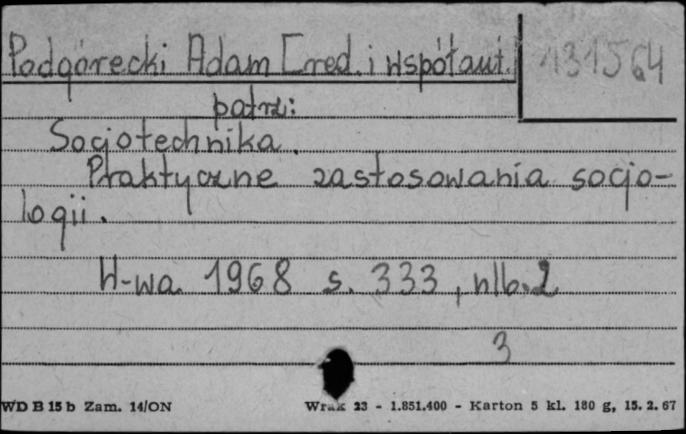 Podgórecki Adam [red. i współaut.] 131564
patrz:
Socjotechnika.
Praktyczne zastosowania socjo-
logii.
W-wa 1968 s. 333, nlb. 2
3
WD B 15 b Zam. 14/ON Wrak 23 - 1.851.400 - Karton 5 kl. 180 g, 15. 2. 67